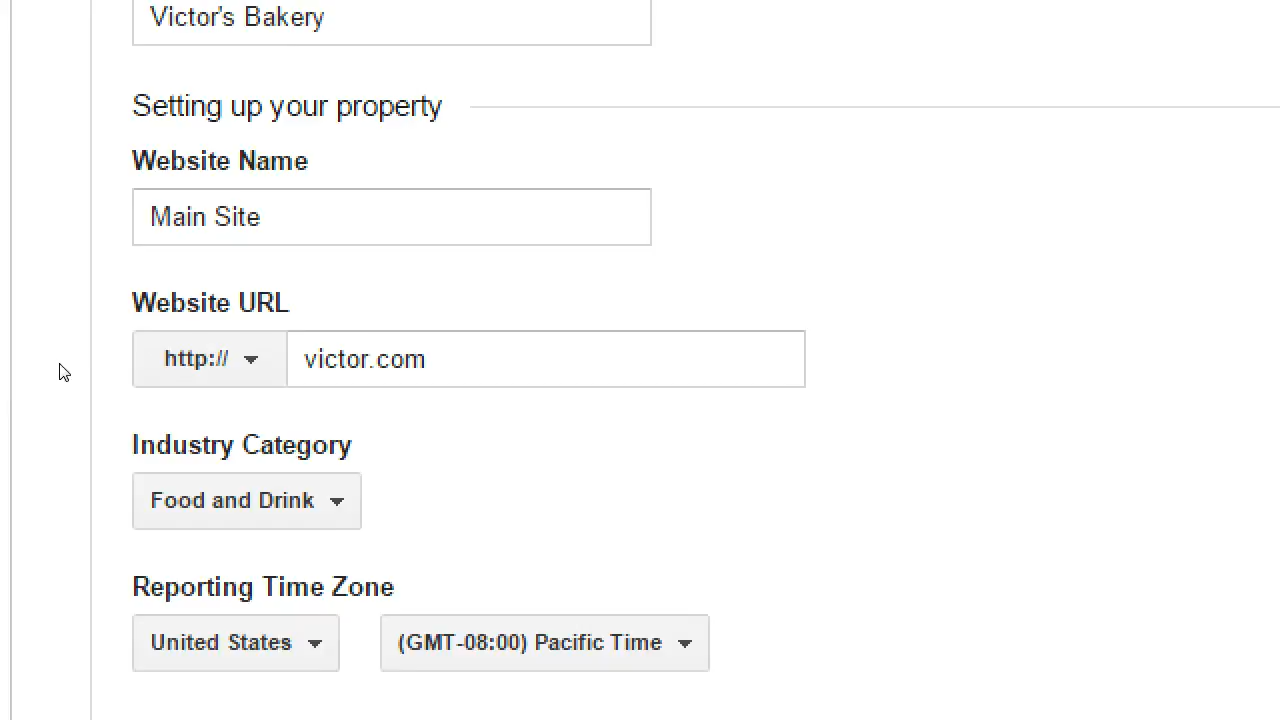 Victor's Bakery
Setting up your property
Website Name
Main Site
Website URL
http:// victor.com
Industry Category
Food and Drink
Reporting Time Zone
United States (GMT-08:00) Pacific Time